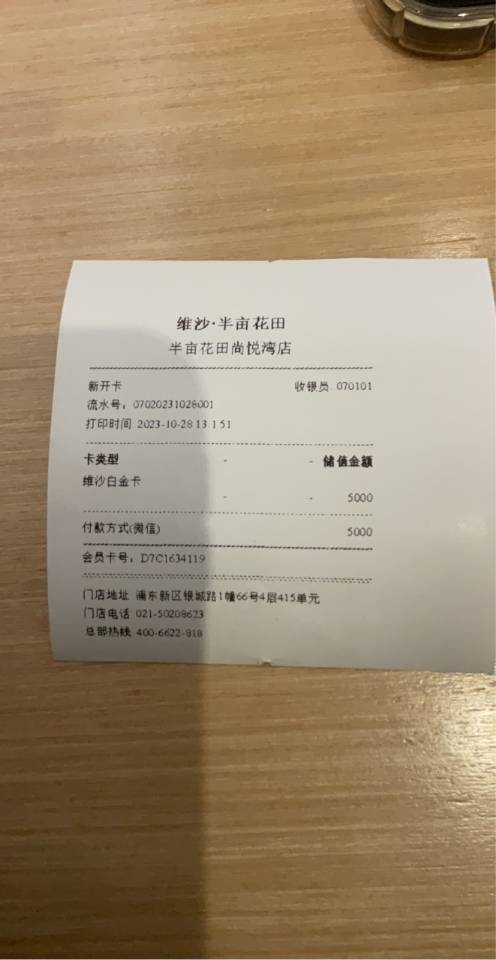 维沙·半亩花田
半亩花田尚悦湾店
新开卡 收银员 070101
流水号: 07020231028001
打印时间 2023-10-28 13 1 51
卡类型 - - 储值金额
维沙白金卡
- - 5000
付款方式(微信) 5000
会员卡号: D7C1634119
门店地址 浦东新区银城路1幢66号4层415单元
门店电话 021-50208623
总部热线 400-6622-818